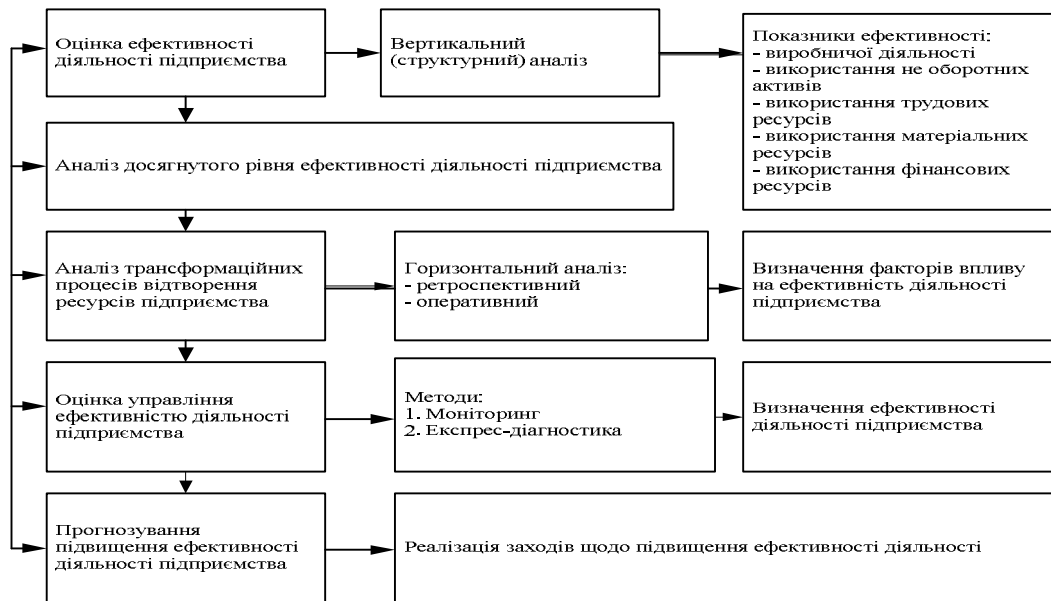 Оцінка ефективності
діяльності підприємства
Вертикальний
(структурний) аналіз
Показники ефективності:
- виробничої діяльності
- використання не оборотних
активів
- використання трудових
ресурсів
- використання матеріальних
ресурсів
- використання фінансових
ресурсів
Аналіз досягнутого рівня ефективності діяльності підприємства
Аналіз трансформаційних
процесів відтворення
ресурсів підприємства
Горизонтальний аналіз:
- ретроспективний
- оперативний
Визначення факторів впливу
на ефективність діяльності
підприємства
Оцінка управління
ефективністю діяльності
підприємства
Методи:
1. Моніторинг
2. Експрес-діагностика
Визначення ефективності
діяльності підприємства
Прогнозування
підвищення ефективності
діяльності підприємства
Реалізація заходів щодо підвищення ефективності діяльності